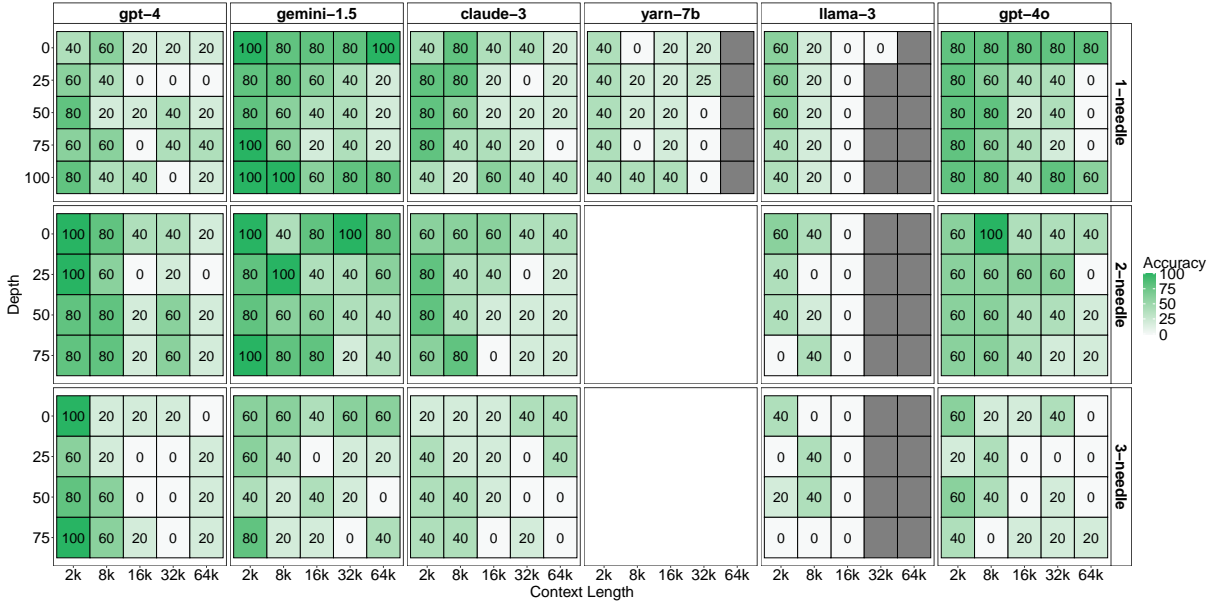 gpt−4 gemini−1.5 claude−3 yarn−7b llama−3 gpt−4o
0 40 60 20 20 20 100 80 80 80 100 40 80 40 40 20 40 0 20 20 60 20 0 0 80 80 80 80 80
25 60 40 0 0 0 80 80 60 40 20 80 80 20 0 20 40 20 20 25 60 20 0 80 60 40 40 0
50 80 20 20 40 20 80 60 40 40 20 80 60 60 20 20 40 20 20 0 60 20 0 80 80 20 40 0
75 60 60 0 40 40 100 60 20 40 20 80 40 40 20 0 40 0 20 0 40 20 0 80 60 40 20 0
100 80 40 40 0 20 100 100 60 80 80 40 20 60 40 40 40 40 40 0 40 20 0 80 80 40 80 60
1−needle
0 100 80 40 40 20 100 40 80 100 80 60 60 60 40 40 60 40 0 60 100 40 40 40
25 100 60 0 20 0 80 100 40 40 60 80 40 40 0 20 40 0 0 60 60 60 60 0
50 80 80 20 60 20 80 80 60 40 40 80 40 20 20 20 40 20 0 60 60 40 40 20
75 80 80 20 60 20 100 80 80 20 40 60 80 0 20 20 0 40 0 60 60 40 20 20
2−needle
0 100 20 20 20 0 60 60 40 60 60 20 20 20 40 40 40 0 0 60 20 20 40 0
25 60 20 0 0 20 60 40 0 20 20 40 20 20 0 40 0 40 0 20 40 0 0 0
50 80 60 0 0 20 40 20 40 20 0 40 40 20 0 0 20 40 0 60 40 0 20 0
75 100 60 20 0 20 80 20 20 0 40 40 40 0 20 0 0 0 0 40 0 20 20 20
3−needle
2k 8k 16k 32k 64k 2k 8k 16k 32k 64k 2k 8k 16k 32k 64k 2k 8k 16k 32k 64k 2k 8k 16k 32k 64k 2k 8k 16k 32k 64k
Context Length
Depth
Accuracy
100
75
50
25
0